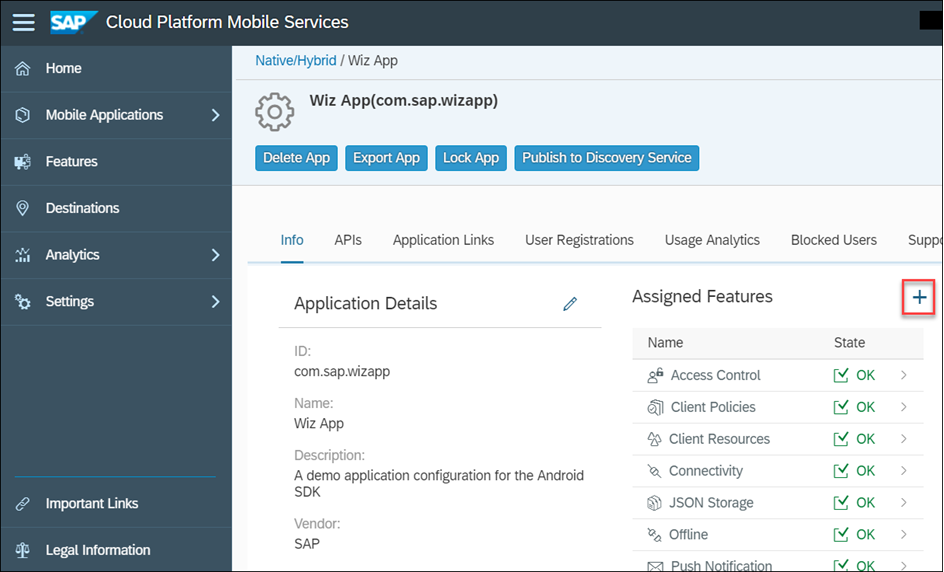 SAP Cloud Platform Mobile Services
Home
Mobile Applications
Features
Destinations
Analytics
Settings
Important Links
Legal Information
Native/Hybrid / Wiz App
Wiz App(com.sap.wizapp)
Delete App
Export App
Lock App
Publish to Discovery Service
Info
APIs
Application Links
User Registrations
Usage Analytics
Blocked Users
Suppo
Application Details
ID:
com.sap.wizapp
Name:
Wiz App
Description:
A demo application configuration for the Android
SDK
Vendor:
SAP
Assigned Features
Name State
Access Control OK
Client Policies OK
Client Resources OK
Connectivity OK
JSON Storage OK
Offline OK
Push Notification OK